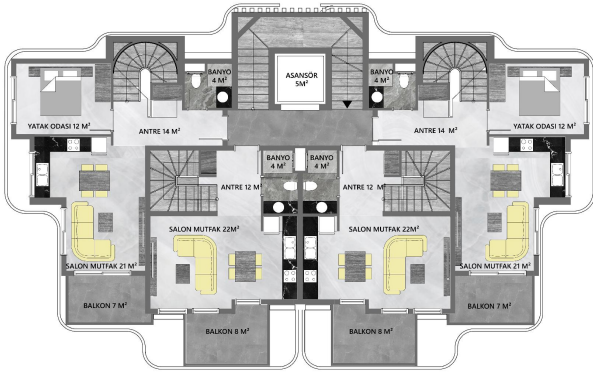 BANYO
4 M²
ASANSÖR
5M²
BANYO
4 M²
YATAK ODASI 12 M²
ANTRE 14 M²
ANTRE 14 M²
YATAK ODASI 12 M²
BANYO
4 M²
BANYO
4 M²
ANTRE 12 M²
ANTRE 12 M²
SALON MUTFAK 22M²
SALON MUTFAK 22M²
SALON MUTFAK 21 M²
SALON MUTFAK 21 M²
BALKON 7 M²
BALKON 7 M²
BALKON 8 M²
BALKON 8 M²